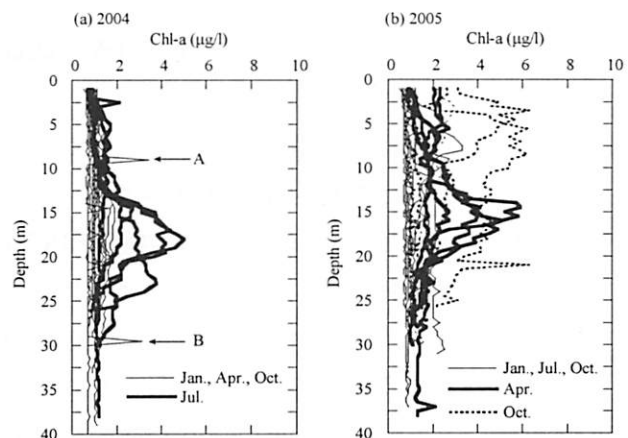 (a) 2004
Chl-a (μg/l)
0 2 4 6 8 10
0
5
10
15
20
25
30
35
40
Depth (m)
A
B
Jan., Apr., Oct.
Jul.
(b) 2005
Chl-a (μg/l)
0 2 4 6 8 10
0
5
10
15
20
25
30
35
40
Depth (m)
Jan., Jul., Oct.
Apr.
Oct.